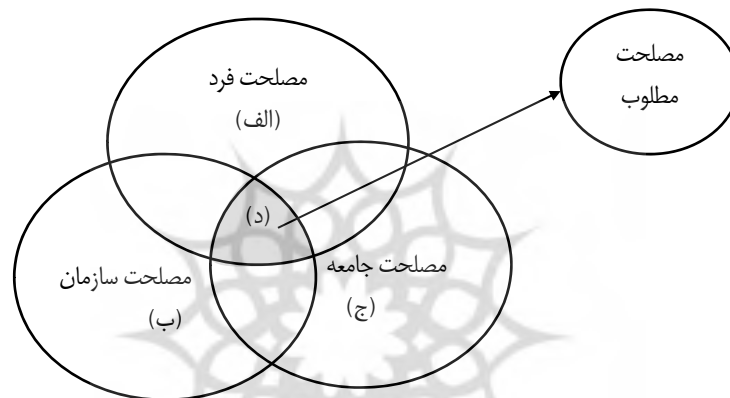 مصلحت
مطلوب
مصلحت فرد
(الف)
(د)
مصلحت جامعه
(ج)
مصلحت سازمان
(ب)